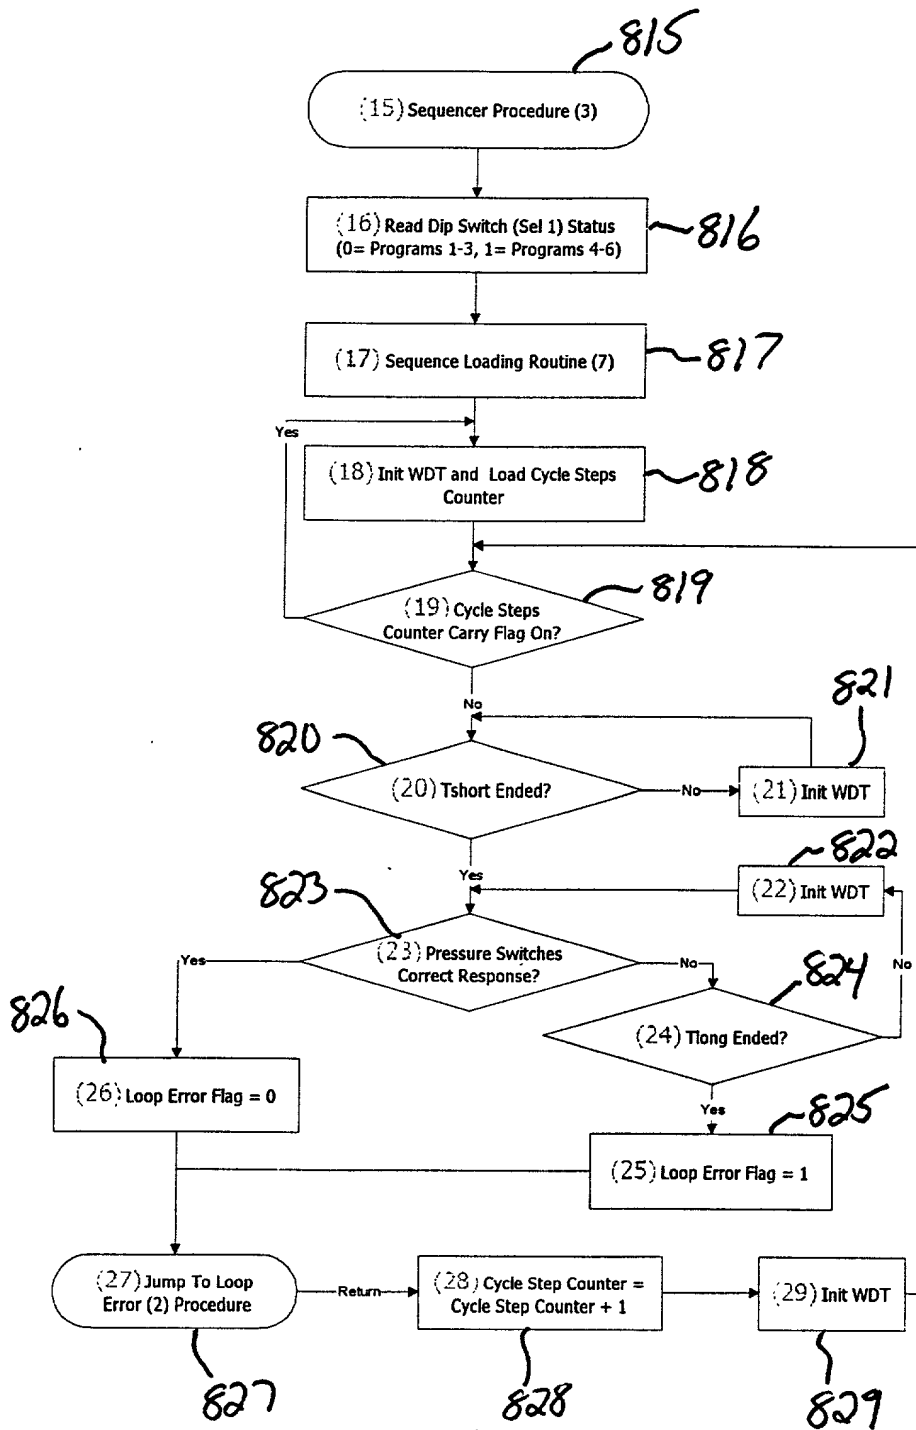 815
(15) Sequencer Procedure (3)
(16) Read Dip Switch (Sel 1) Status
(0= Programs 1-3, 1= Programs 4-6)
816
(17) Sequence Loading Routine (7)
817
Yes
(18) Init WDT and Load Cycle Steps
Counter
818
819
(19) Cycle Steps
Counter Carry Flag On?
No
820
821
(20) Tshort Ended?
No
(21) Init WDT
822
Yes
(22) Init WDT
823
(23) Pressure Switches
Correct Response?
Yes
No
No
824
826
(24) Tlong Ended?
(26) Loop Error Flag = 0
Yes
825
(25) Loop Error Flag = 1
(27) Jump To Loop
Error (2) Procedure
Return
(28) Cycle Step Counter =
Cycle Step Counter + 1
(29) Init WDT
827
828
829